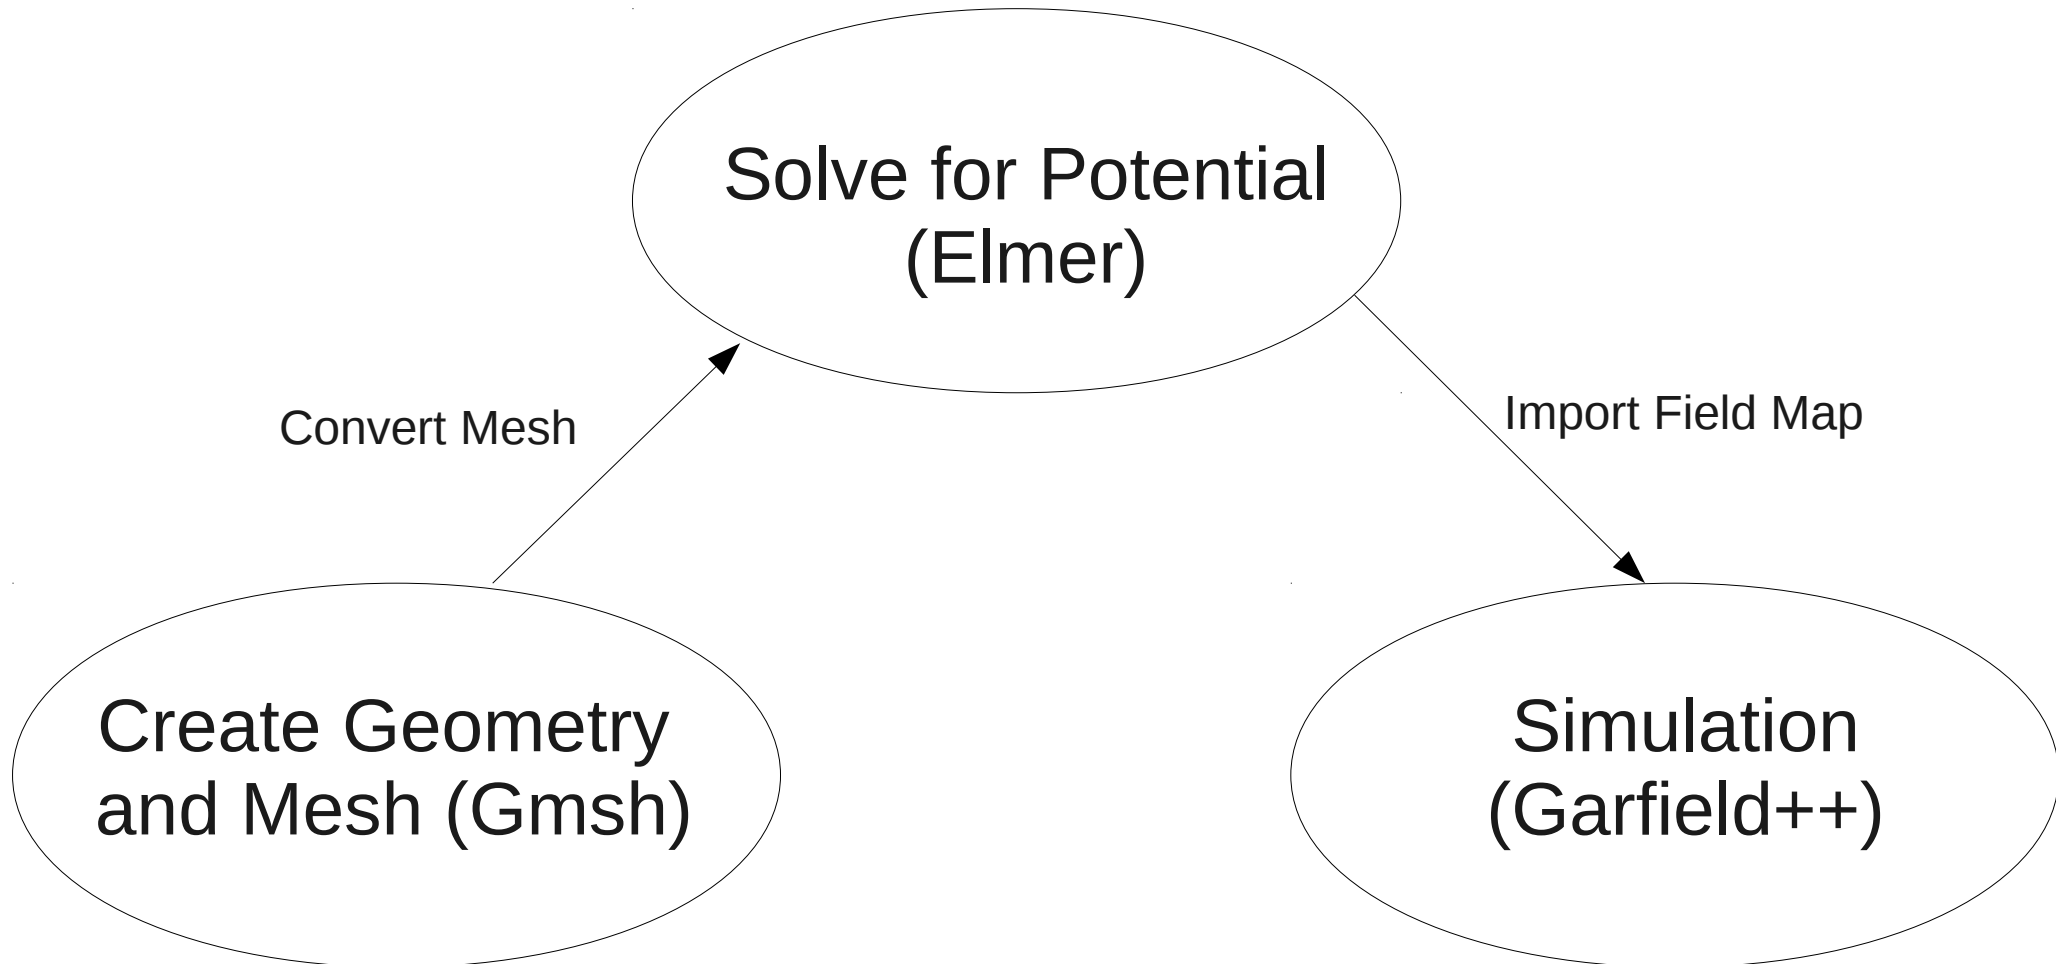 Solve for Potential
(Elmer)
Convert Mesh
Import Field Map
Create Geometry
and Mesh (Gmsh)
Simulation
(Garfield++)